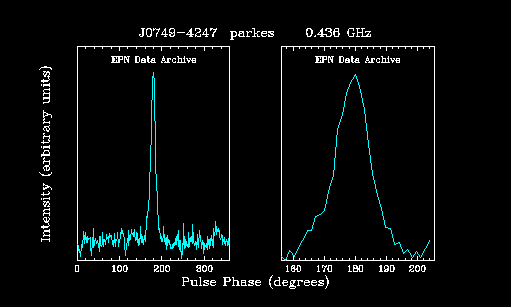 J0749-4247 parkes 0.436 GHz
EPN Data Archive
EPN Data Archive
Intensity (arbitrary units)
0 100 200 300
160 170 180 190 200
Pulse Phase (degrees)